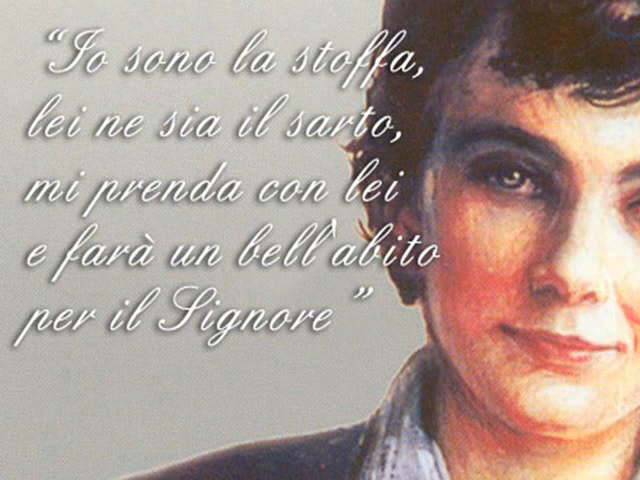 “Io sono la stoffa,
lei ne sia il sarto,
mi prenda con lei
e farà un bell`abito
per il Signore ”